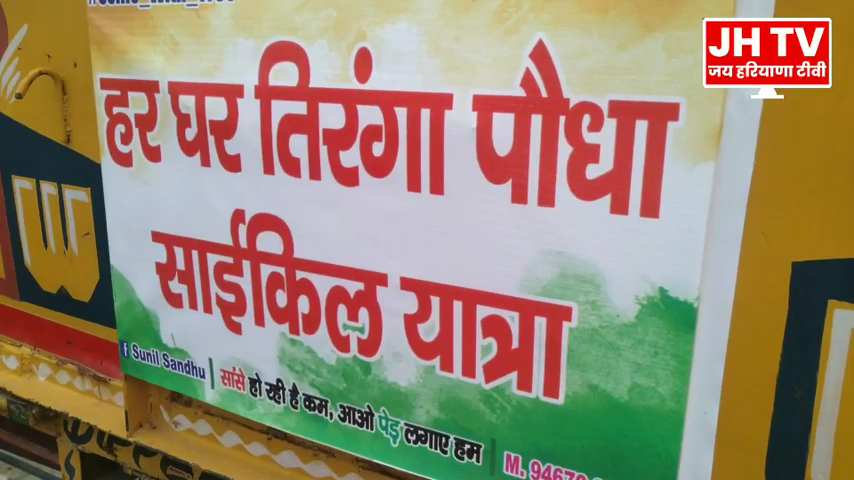 JH TV
जय हरियाणा टीवी
हर घर तिरंगा पौधा
साईकिल यात्रा
Sunil Sandhu | सांसे हो रही है कम, आओ पेड़ लगाए हम | M.